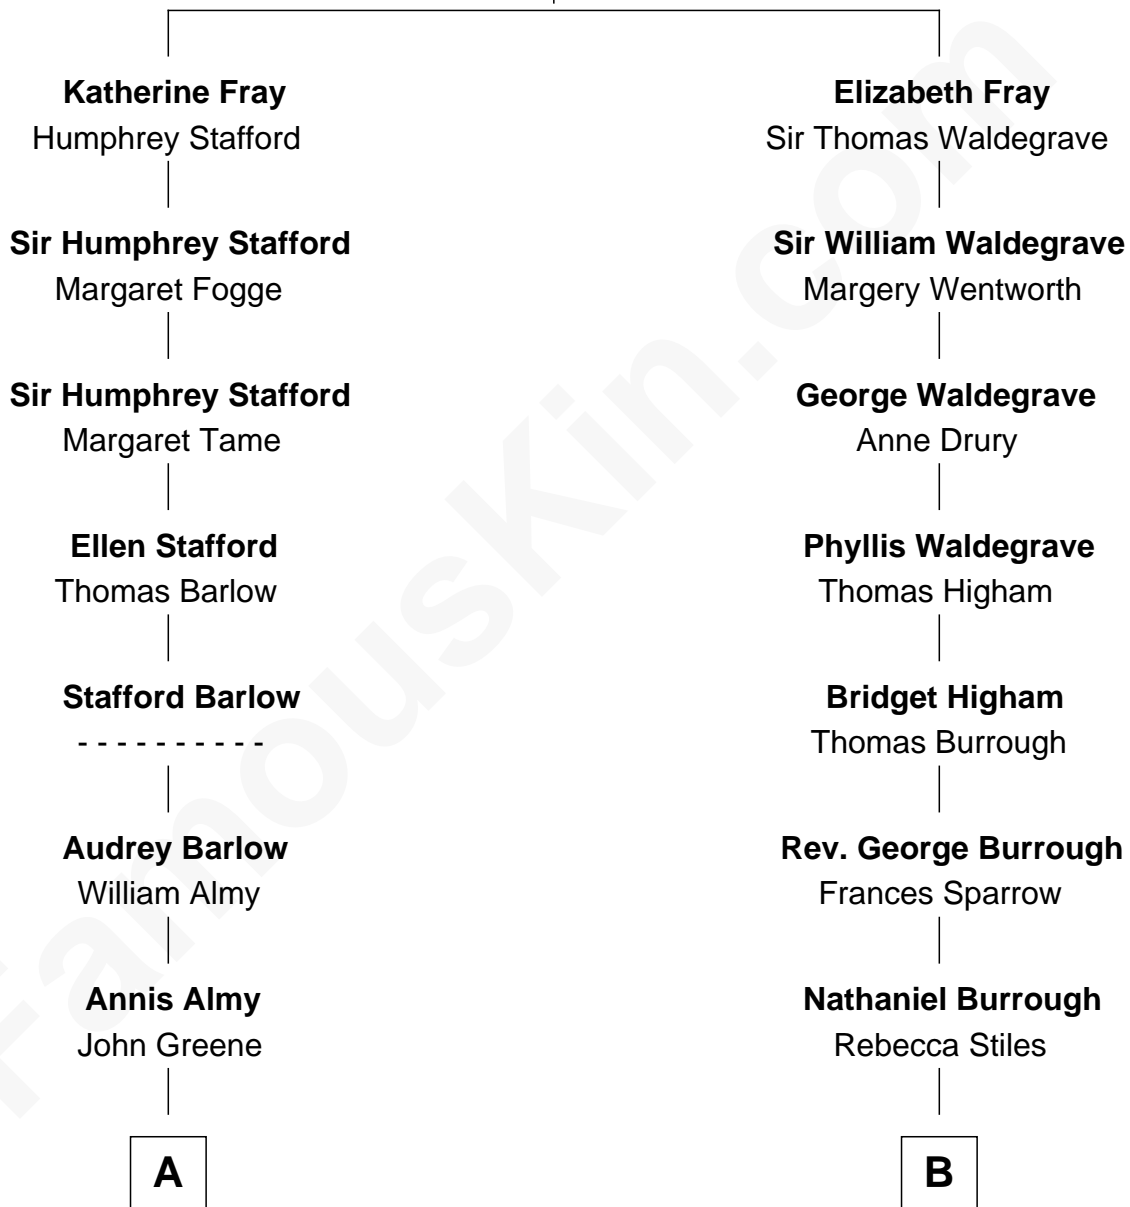 Katherine Fray
Humphrey Stafford
Sir Humphrey Stafford
Margaret Fogge
Sir Humphrey Stafford
Margaret Tame
Ellen Stafford
Thomas Barlow
Stafford Barlow
- - - - - - - - - -
Audrey Barlow
William Almy
Annis Almy
John Greene
A
Elizabeth Fray
Sir Thomas Waldegrave
Sir William Waldegrave
Margery Wentworth
George Waldegrave
Anne Drury
Phyllis Waldegrave
Thomas Higham
Bridget Higham
Thomas Burrough
Rev. George Burrough
Frances Sparrow
Nathaniel Burrough
Rebecca Stiles
B
FamousKin.com